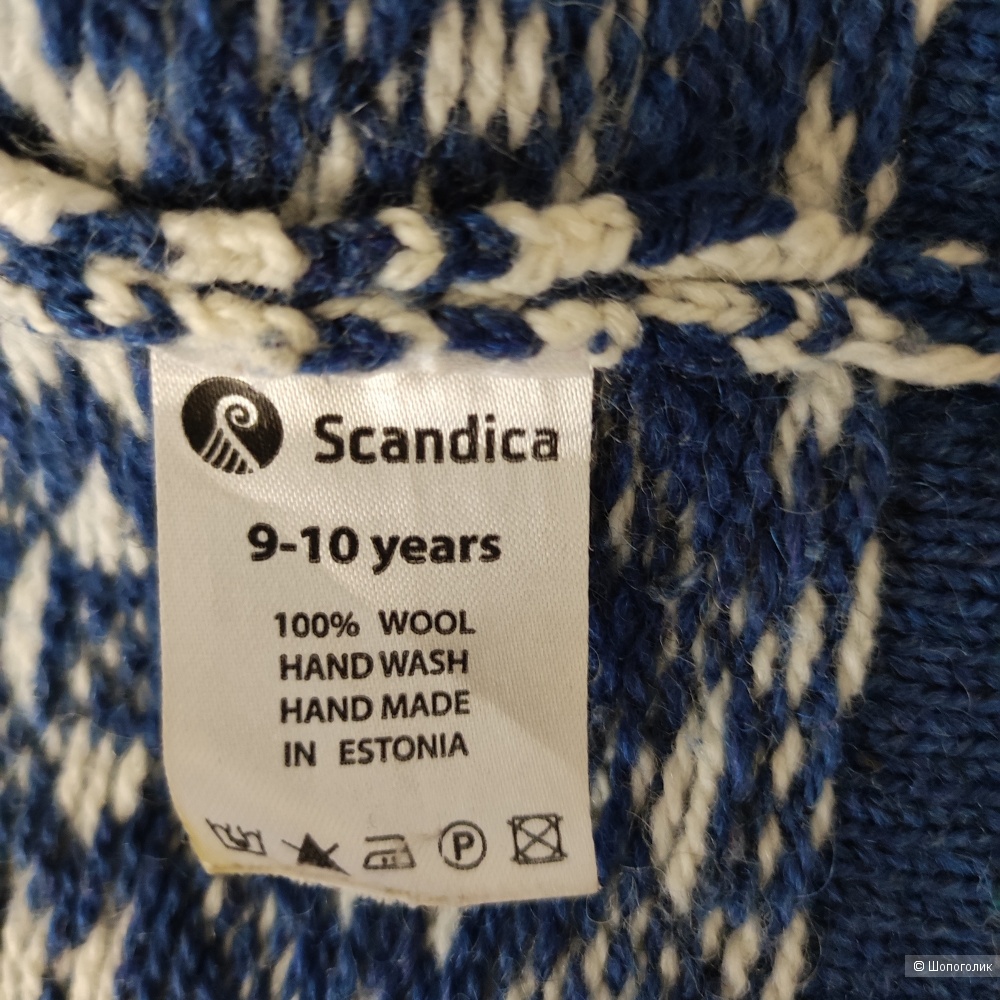 Scandica
9-10 years
100% WOOL
HAND WASH
HAND MADE
IN ESTONIA
P
© Шопоголик